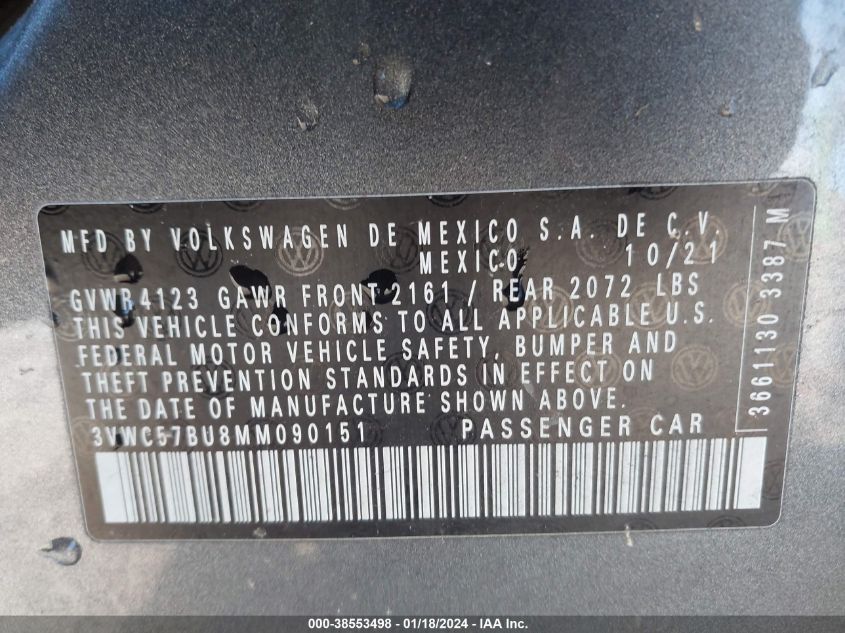 MFD BY VOLKSWAGEN DE MEXICO S.A. DE C.V.
MEXICO 10/21
GVWR4123 GAWR FRONT 2161 / REAR 2072 LBS
THIS VEHICLE CONFORMS TO ALL APPLICABLE U.S.
FEDERAL MOTOR VEHICLE SAFETY, BUMPER AND
THEFT PREVENTION STANDARDS IN EFFECT ON
THE DATE OF MANUFACTURE SHOWN ABOVE.
3VWC57BU8MM090151 PASSENGER CAR
3661130 3387 M
000-38553498 - 01/18/2024 - IAA Inc.